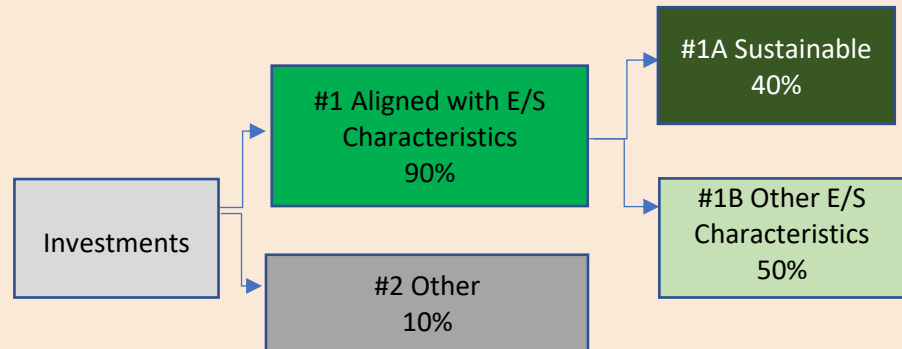 Investments
#1 Aligned with E/S
Characteristics
90%
#2 Other
10%
#1A Sustainable
40%
#1B Other E/S
Characteristics
50%